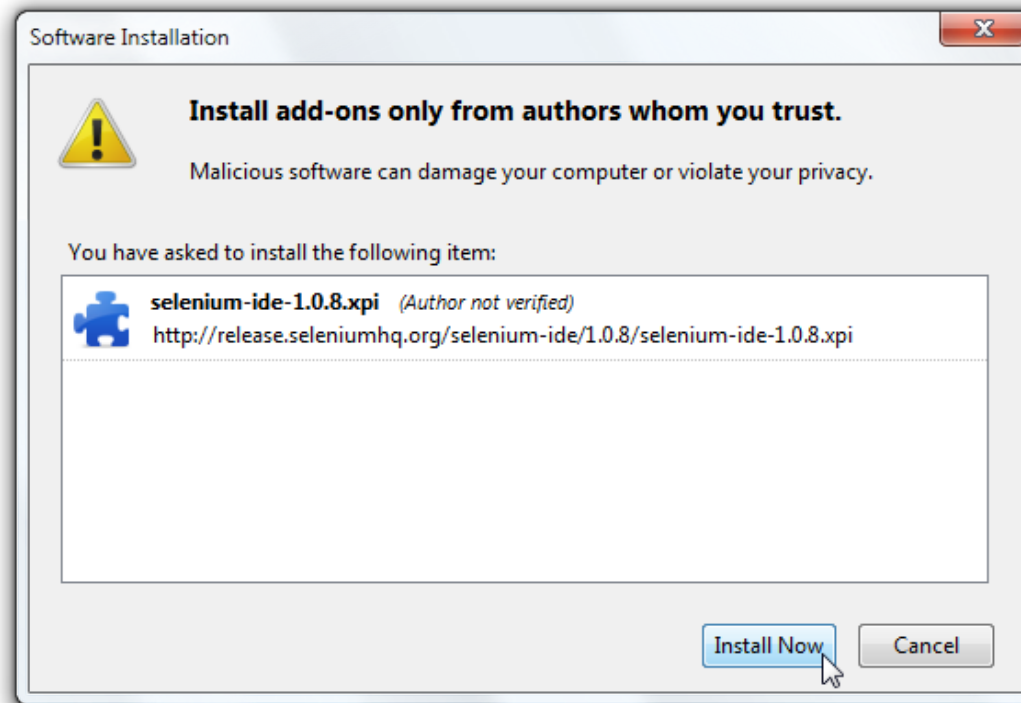 Software Installation
Install add-ons only from authors whom you trust.
Malicious software can damage your computer or violate your privacy.
You have asked to install the following item:
selenium-ide-1.0.8.xpi (Author not verified)
http://release.seleniumhq.org/selenium-ide/1.0.8/selenium-ide-1.0.8.xpi
Install Now Cancel